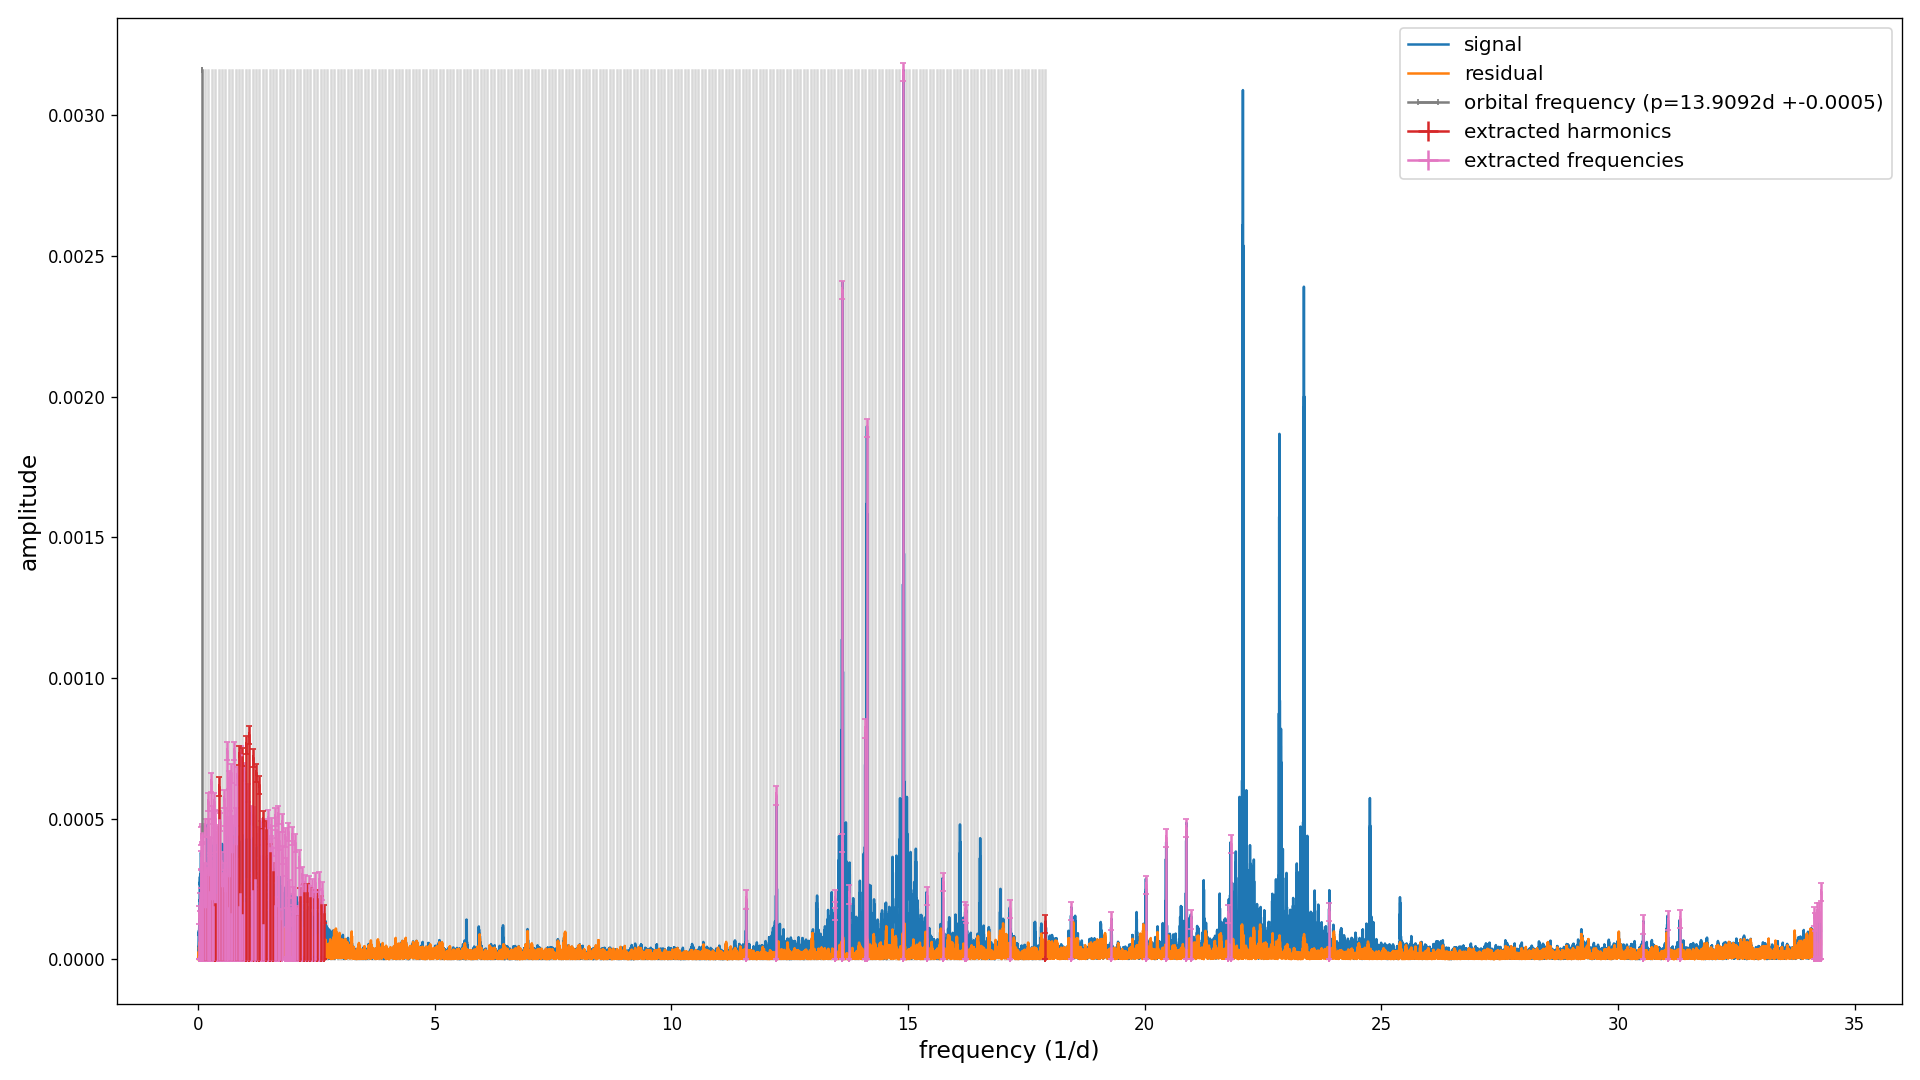 signal
residual
orbital frequency (p=13.9092d +-0.0005)
extracted harmonics
extracted frequencies
amplitude
0.0030
0.0025
0.0020
0.0015
0.0010
0.0005
0.0000
0 5 10 15 20 25 30 35
frequency (1/d)